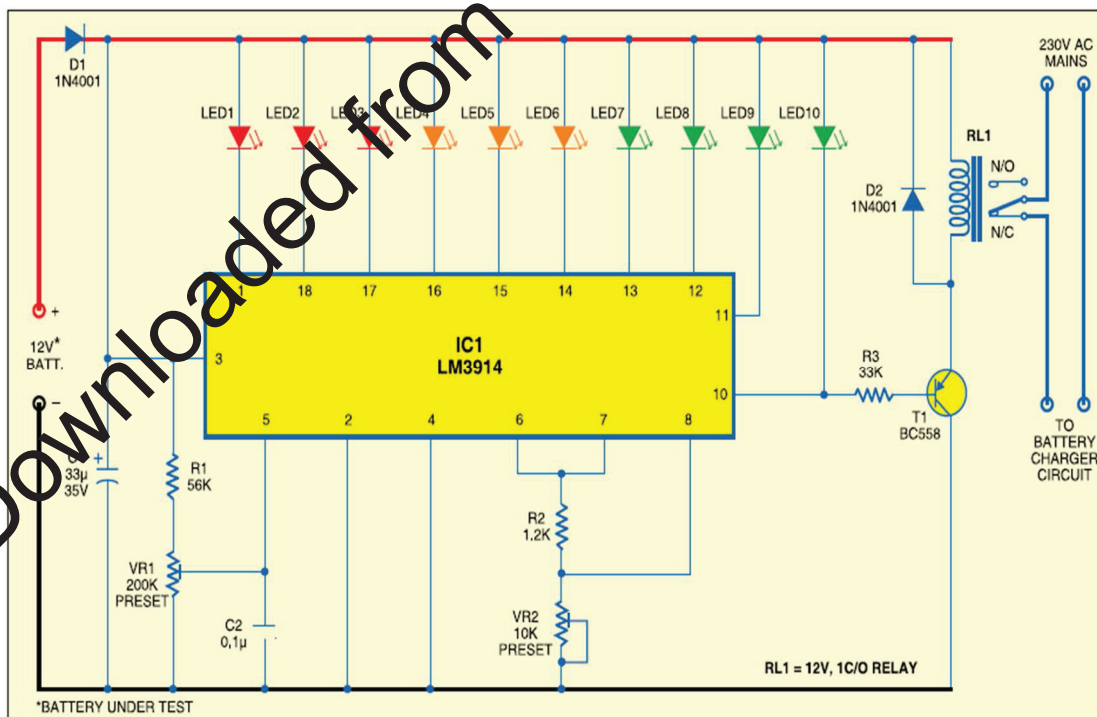 Downloaded from
D1
1N4001
LED1
LED2
LED3
LED4
LED5
LED6
LED7
LED8
LED9
LED10
230V AC
MAINS
RL1
N/O
N/C
D2
1N4001
+
12V*
BATT.
−
1
18
17
16
15
14
13
12
11
10
3
IC1
LM3914
5
2
4
6
7
8
R3
33K
T1
BC558
TO
BATTERY
CHARGER
CIRCUIT
+
33µ
35V
R1
56K
VR1
200K
PRESET
C2
0,1µ
R2
1.2K
VR2
10K
PRESET
RL1 = 12V, 1C/O RELAY
*BATTERY UNDER TEST